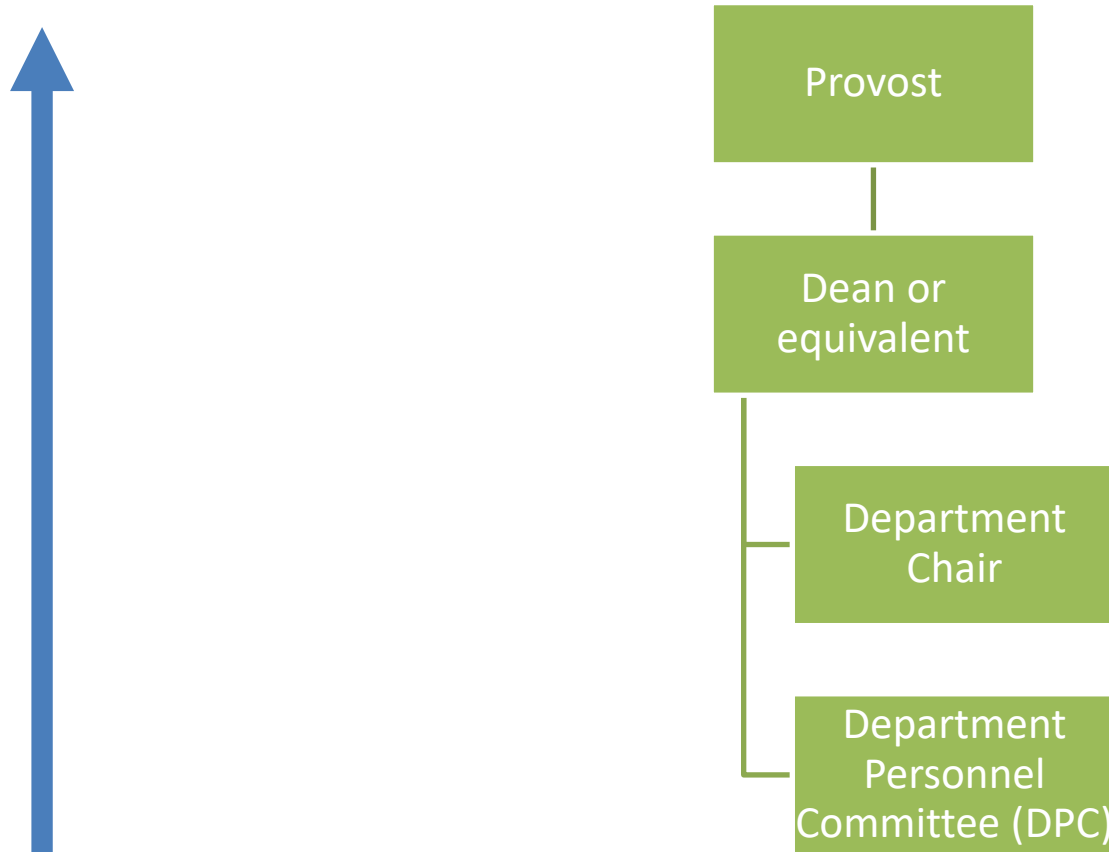 Provost
Dean or
equivalent
Department
Chair
Department
Personnel
Committee (DPC)